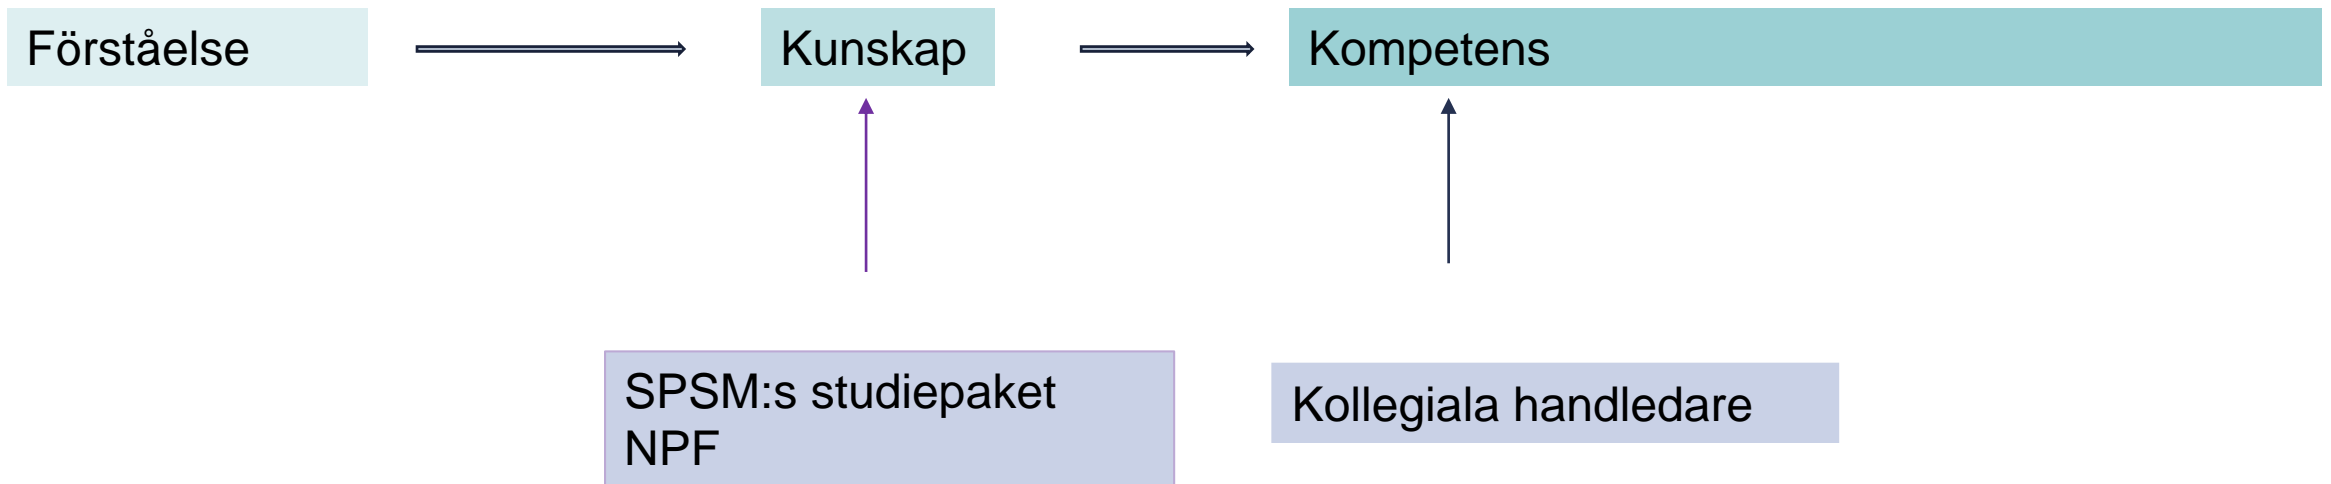 Förståelse
Kunskap
Kompetens
SPSM:s studiepaket
NPF
Kollegiala handledare